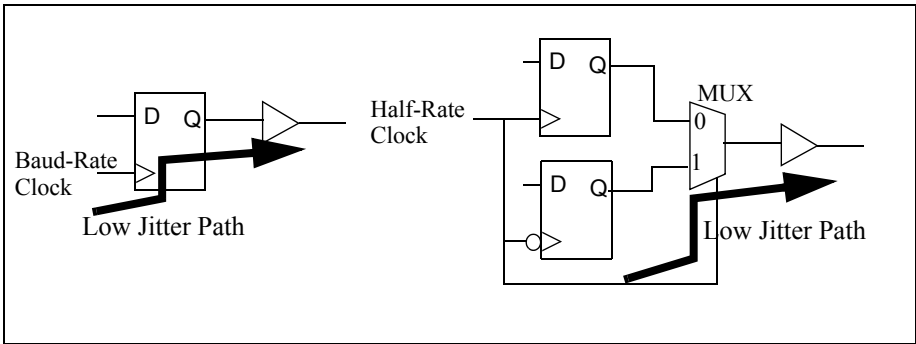 D Q
Baud-Rate
Clock
Low Jitter Path
Half-Rate
Clock
D Q
MUX
0
1
D Q
Low Jitter Path